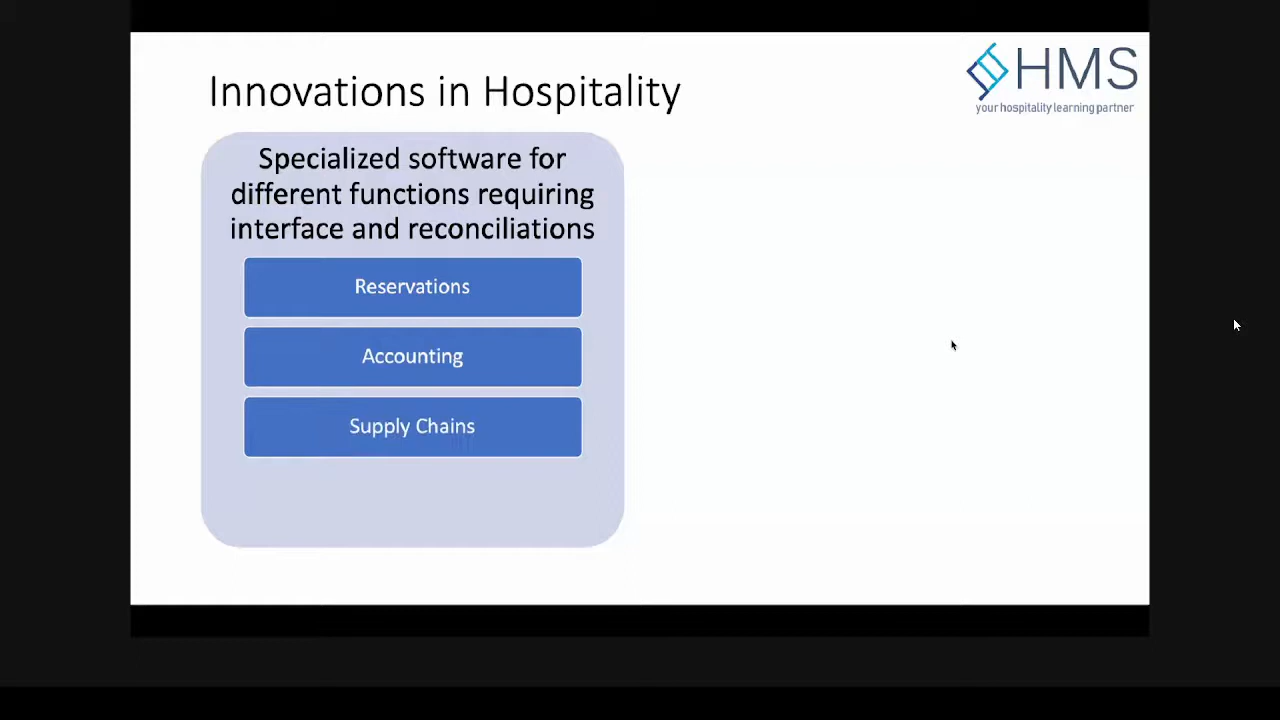 Innovations in Hospitality
HMS
your hospitality learning partner
Specialized software for
different functions requiring
interface and reconciliations
Reservations
Accounting
Supply Chains